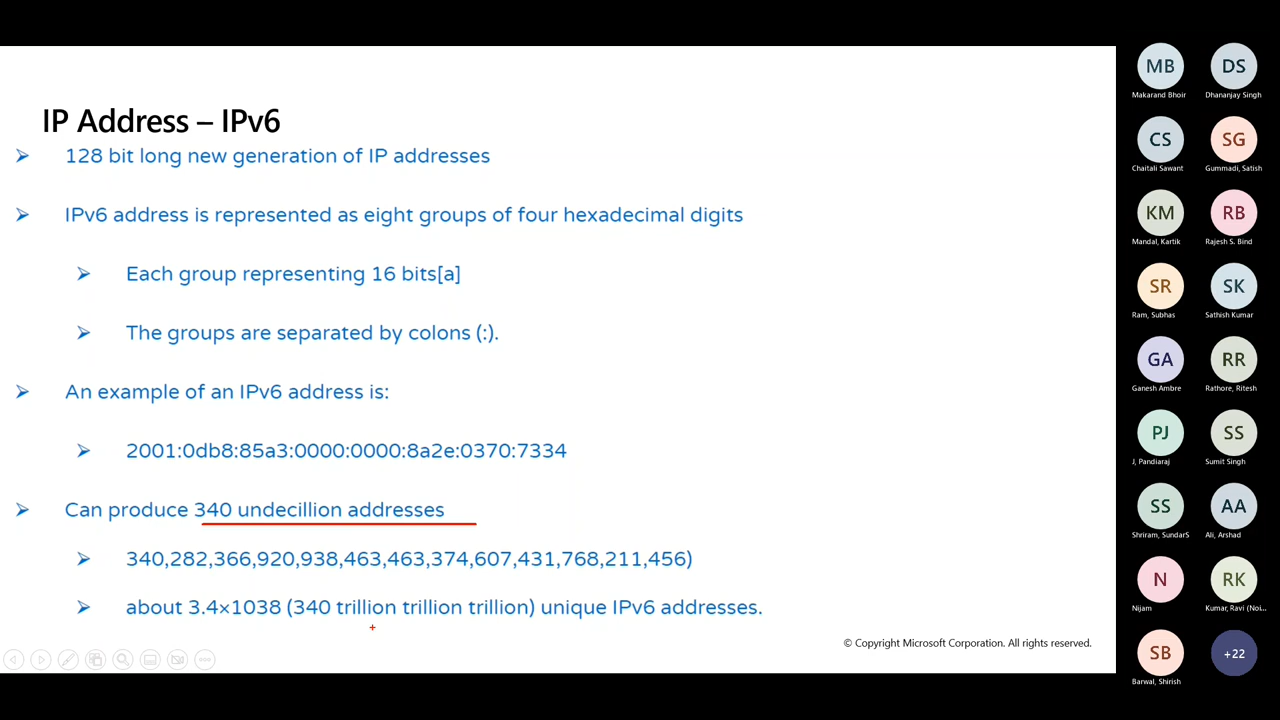 IP Address – IPv6
128 bit long new generation of IP addresses
IPv6 address is represented as eight groups of four hexadecimal digits
Each group representing 16 bits[a]
The groups are separated by colons (:).
An example of an IPv6 address is:
2001:0db8:85a3:0000:0000:8a2e:0370:7334
Can produce 340 undecillion addresses
340,282,366,920,938,463,463,374,607,431,768,211,456)
about 3.4×1038 (340 trillion trillion trillion) unique IPv6 addresses.
© Copyright Microsoft Corporation. All rights reserved.
MB DS
Makarand Bhoir Dhananjay Singh
CS SG
Chaitali Sawant Gummadi, Satish
KM RB
Mandal, Kartik Rajesh S. Bind
SR SK
Ram, Subhas Sathish Kumar
GA RR
Ganesh Ambre Rathore, Ritesh
PJ SS
J, Pandiaraj Sumit Singh
SS AA
Shriram, SundarS Ali, Arshad
N RK
Nijam Kumar, Ravi (Noi...
SB +22
Barwal, Shirish